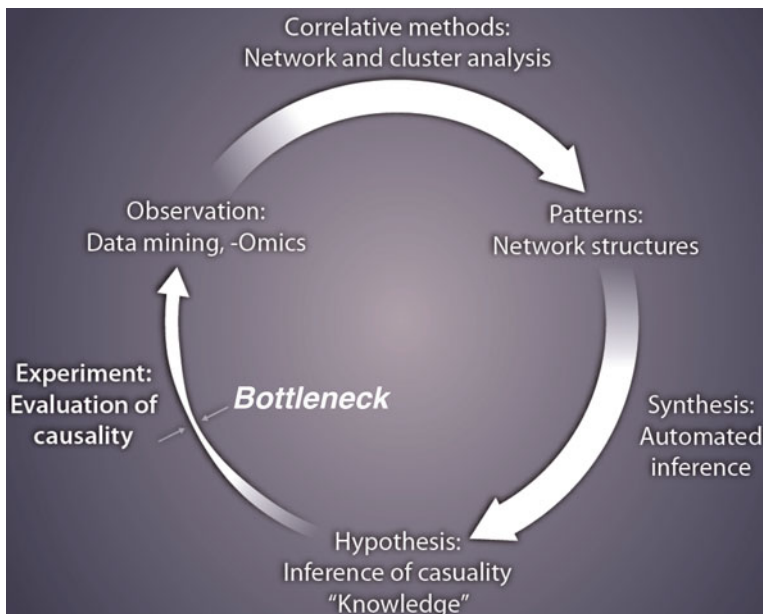 Correlative methods:
Network and cluster analysis
Observation:
Data mining, -Omics
Patterns:
Network structures
Experiment:
Evaluation of
causality
Bottleneck
Synthesis:
Automated
inference
Hypothesis:
Inference of casuality
“Knowledge”